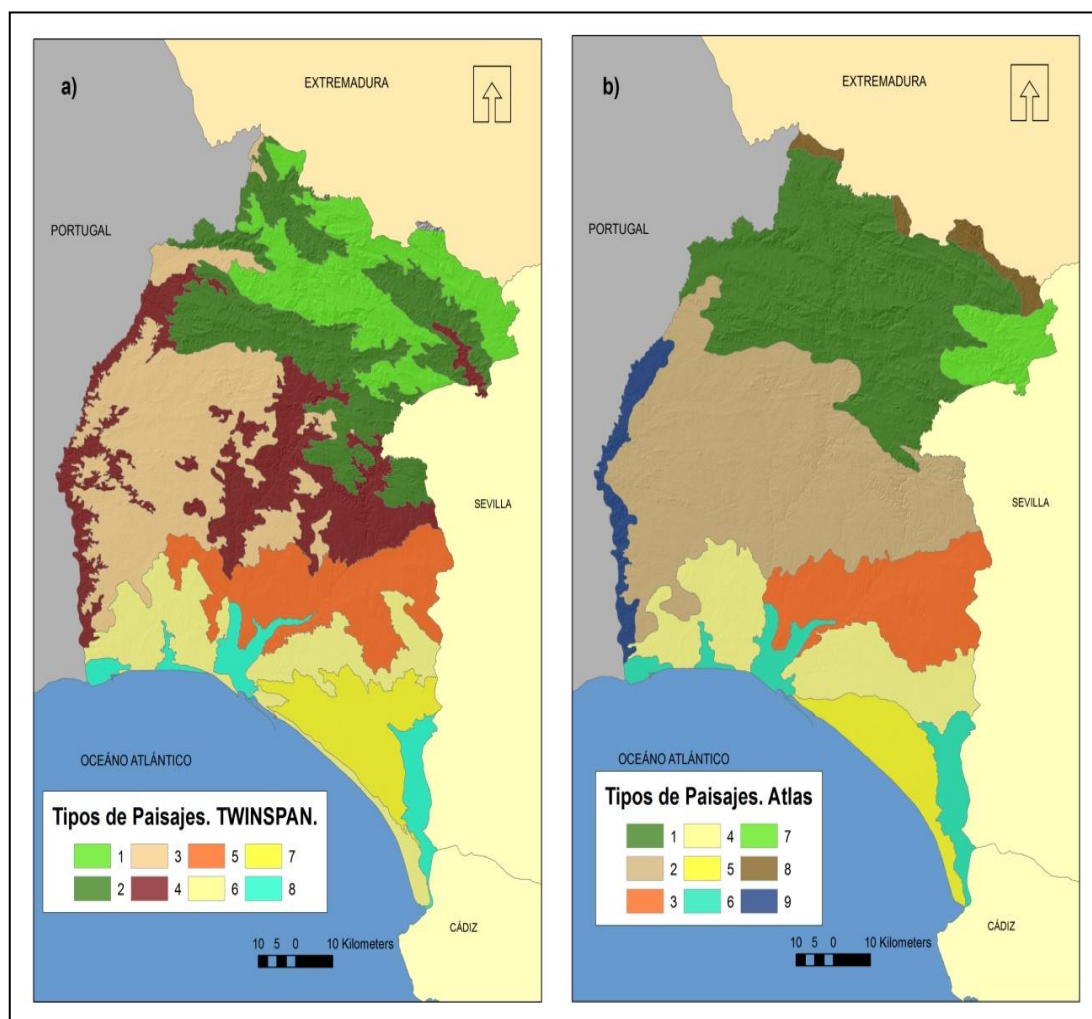 a)
EXTREMADURA
PORTUGAL
SEVILLA
OCEÁNO ATLÁNTICO
CÁDIZ
Tipos de Paisajes. TWINSPAN.
1 3 5 7
2 4 6 8
10 5 0 10 Kilometers
b)
EXTREMADURA
PORTUGAL
SEVILLA
OCEÁNO ATLÁNTICO
CÁDIZ
Tipos de Paisajes. Atlas
1 4 7
2 5 8
3 6 9
10 5 0 10 Kilometers